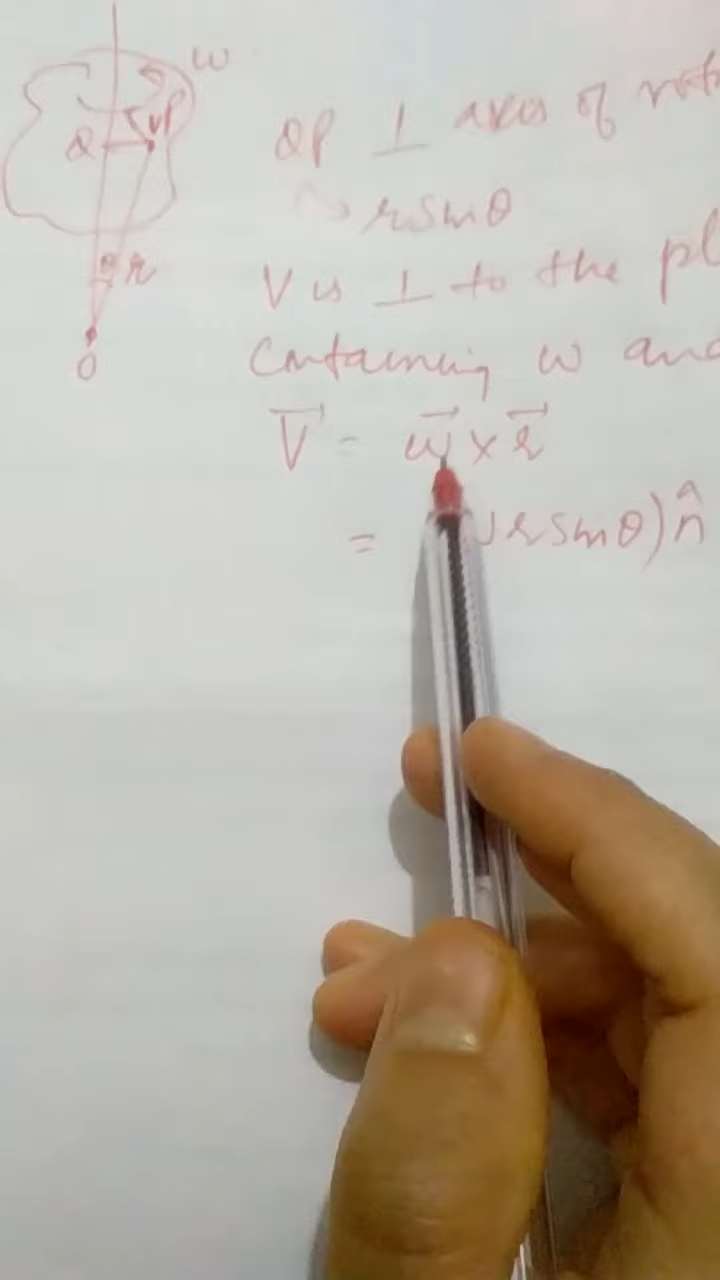 ω
Q
P
θ r
O
QP ⊥ axis of
r sin θ
V is ⊥ to the
Containing ω and
V⃗ = ω⃗ × r⃗
= r sin θ) n̂